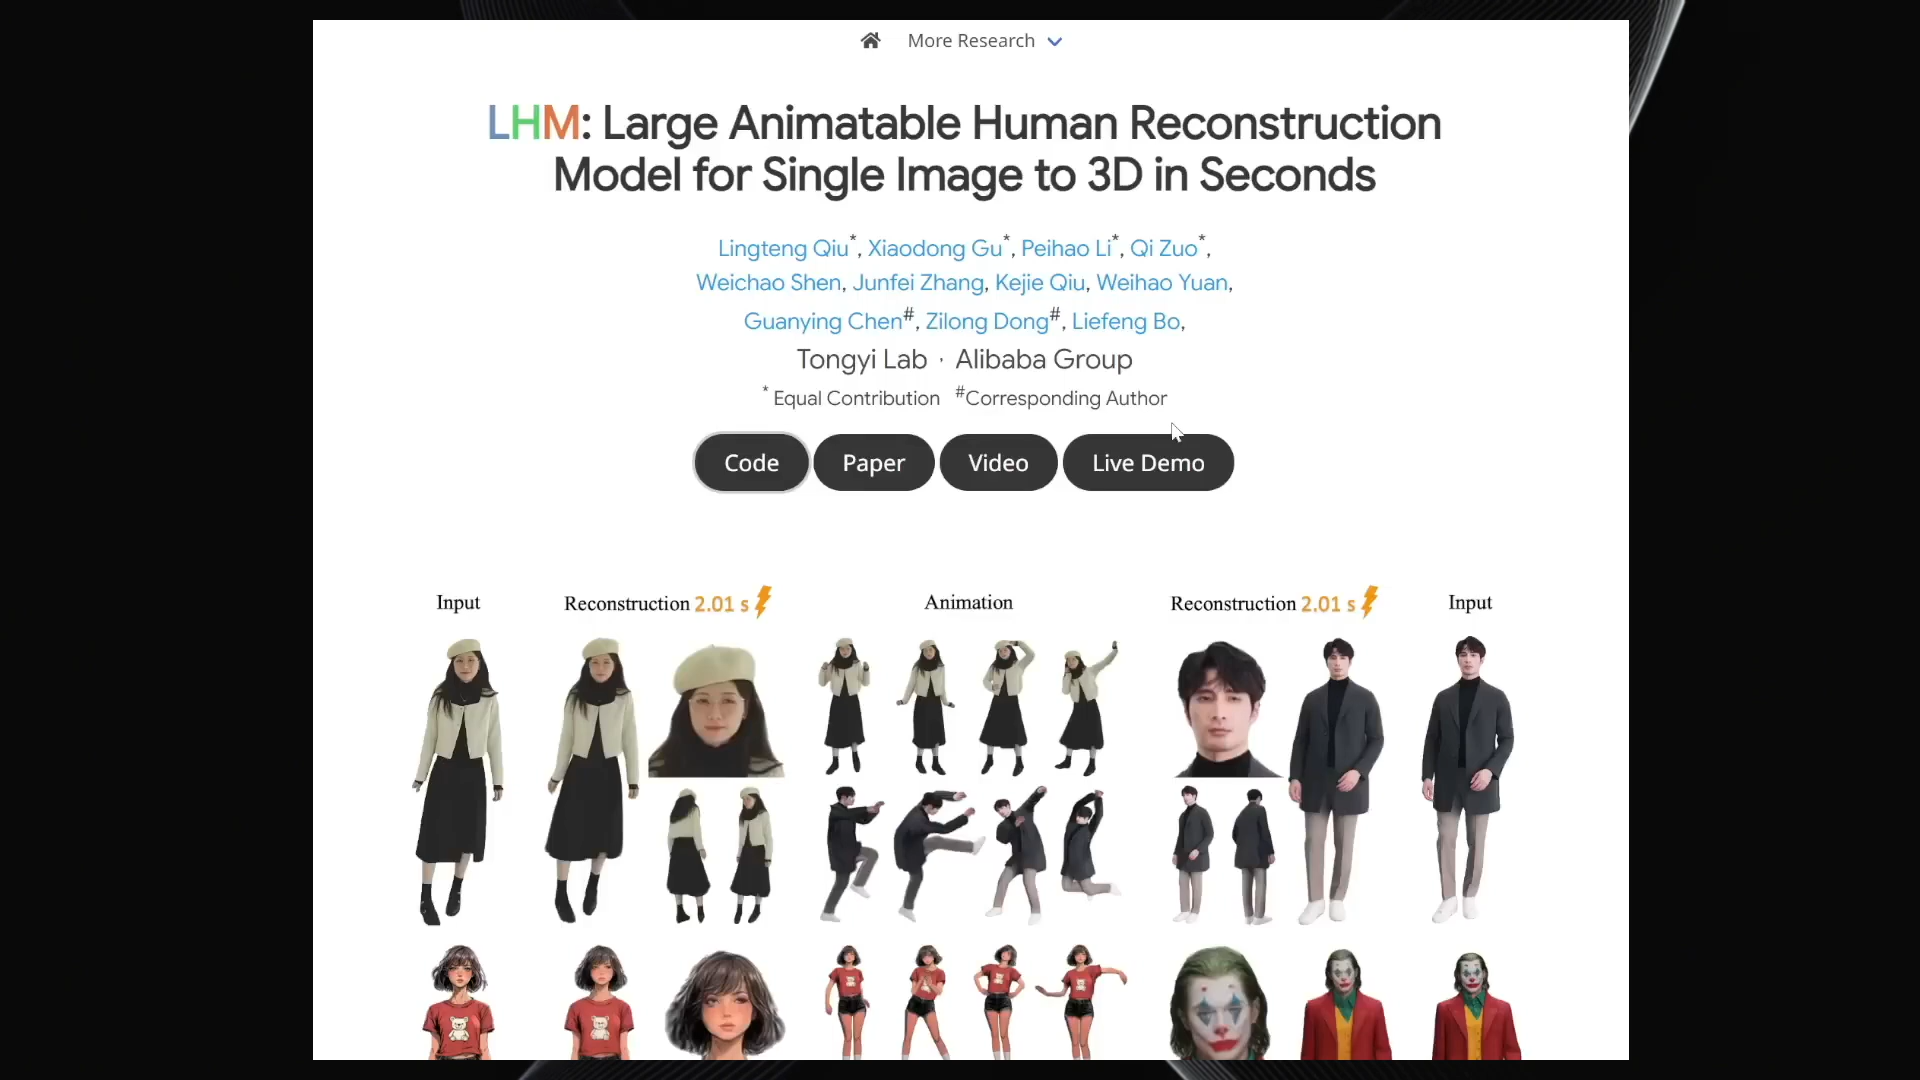 More Research
LHM: Large Animatable Human Reconstruction
Model for Single Image to 3D in Seconds
Lingteng Qiu*, Xiaodong Gu*, Peihao Li*, Qi Zuo*,
Weichao Shen, Junfei Zhang, Kejie Qiu, Weihao Yuan,
Guanying Chen#, Zilong Dong#, Liefeng Bo,
Tongyi Lab · Alibaba Group
* Equal Contribution #Corresponding Author
Code Paper Video Live Demo
Input Reconstruction 2.01 s Animation Reconstruction 2.01 s Input